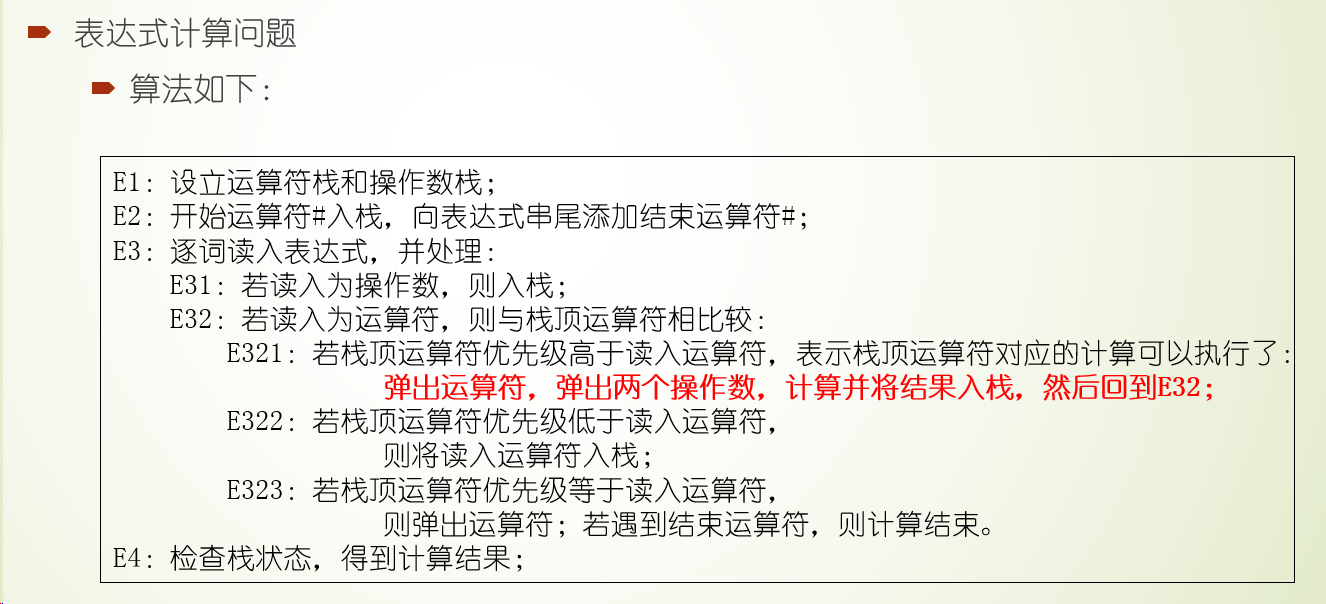 表达式计算问题
算法如下：
E1: 设立运算符栈和操作数栈；
E2: 开始运算符#入栈，向表达式串尾添加结束运算符#；
E3: 逐词读入表达式，并处理：
E31: 若读入为操作数，则入栈；
E32: 若读入为运算符，则与栈顶运算符相比较：
E321: 若栈顶运算符优先级高于读入运算符，表示栈顶运算符对应的计算可以执行了：
弹出运算符，弹出两个操作数，计算并将结果入栈，然后回到E32；
E322: 若栈顶运算符优先级低于读入运算符，
则将读入运算符入栈；
E323: 若栈顶运算符优先级等于读入运算符，
则弹出运算符；若遇到结束运算符，则计算结束。
E4: 检查栈状态，得到计算结果；